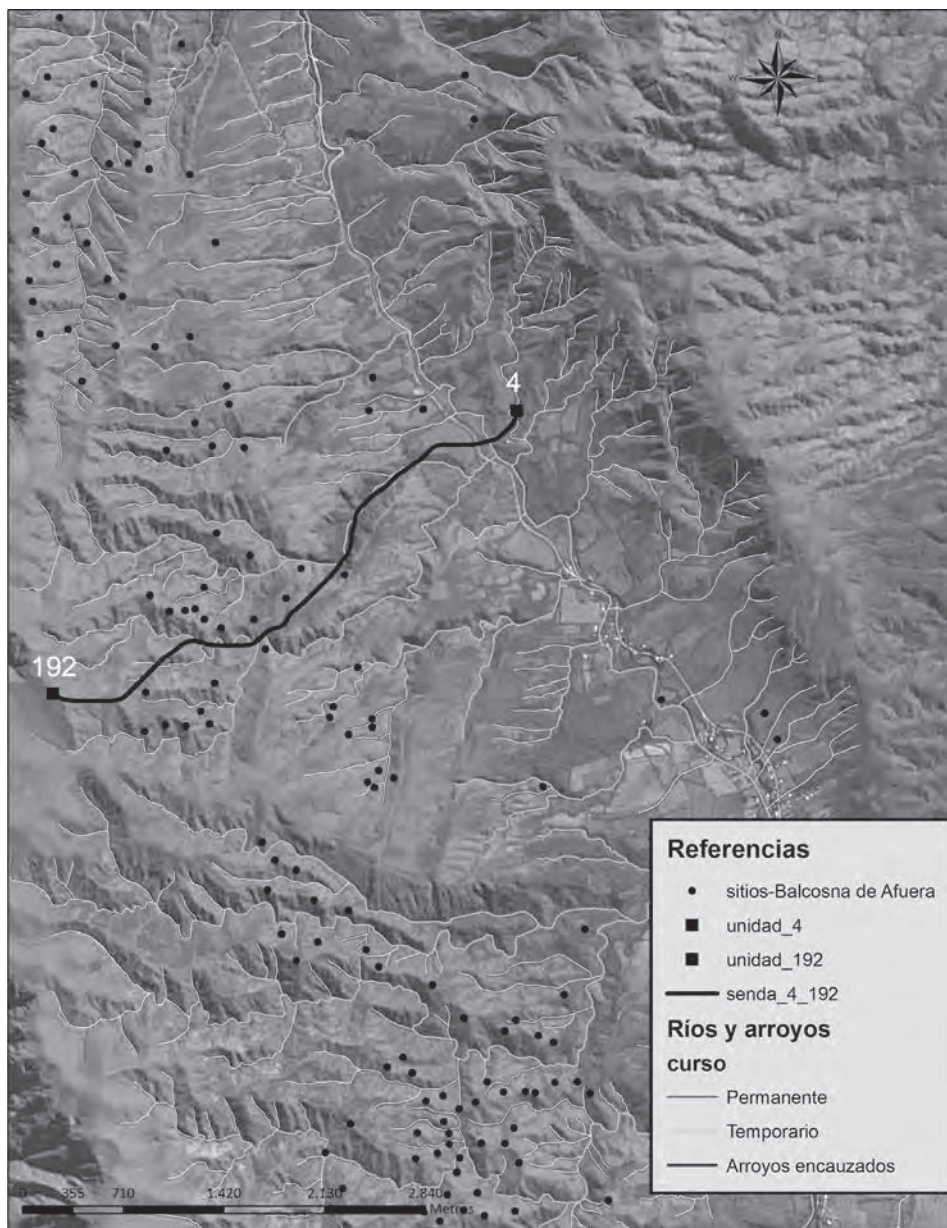 N
W
E
S
4
192
Referencias
sitios-Balcosna de Afuera
unidad_4
unidad_192
senda_4_192
Ríos y arroyos
curso
Permanente
Temporario
Arroyos encauzados
0 355 710 1.420 2.130 2.840
Metros